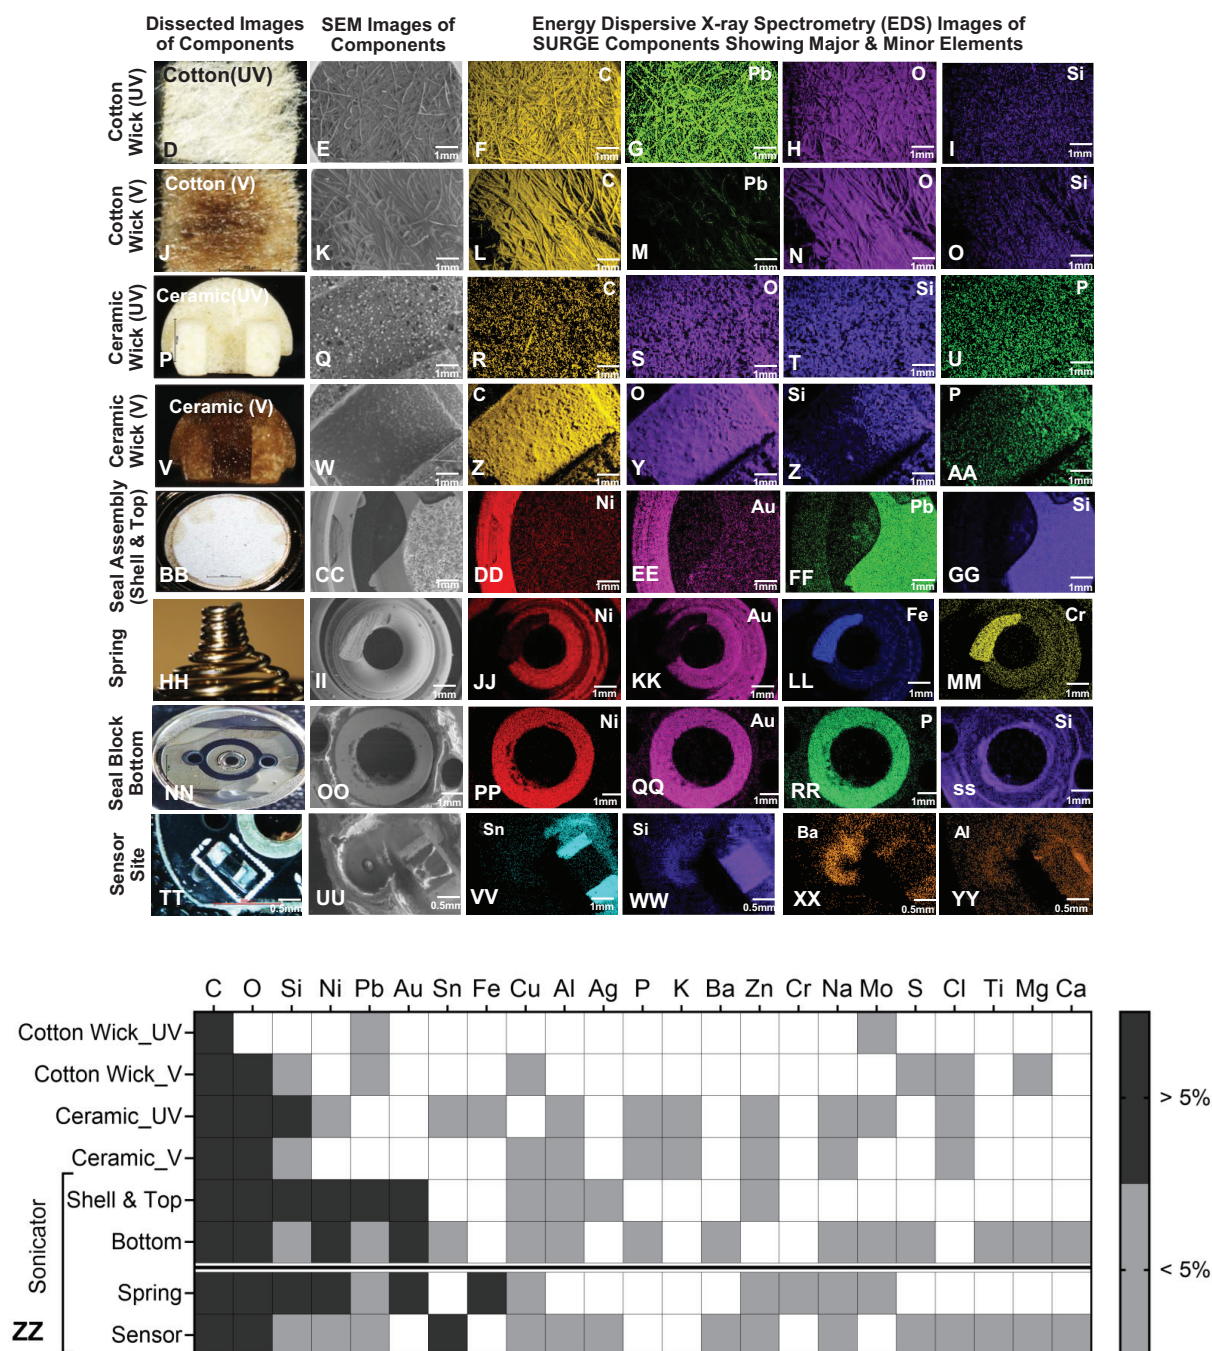 Dissected Images
of Components
SEM Images of
Components
Energy Dispersive X-ray Spectrometry (EDS) Images of
SURGE Components Showing Major & Minor Elements
Cotton
Wick (UV)
Cotton(UV)
D
E
1mm
C
F
1mm
Pb
G
1mm
O
H
1mm
Si
I
1mm
Cotton
Wick (V)
Cotton (V)
J
K
1mm
C
L
1mm
Pb
M
1mm
O
N
1mm
Si
O
1mm
Ceramic
Wick (UV)
Ceramic(UV)
P
Q
1mm
C
R
1mm
O
S
1mm
Si
T
1mm
P
U
1mm
Ceramic
Wick (V)
Ceramic (V)
V
W
1mm
C
Z
1mm
O
Y
1mm
Si
Z
1mm
P
AA
1mm
Seal Assembly
(Shell & Top)
BB
CC
1mm
Ni
DD
1mm
Au
EE
1mm
Pb
FF
1mm
Si
GG
1mm
Spring
HH
II
1mm
Ni
JJ
1mm
Au
KK
1mm
Fe
LL
1mm
Cr
MM
1mm
Seal Block
Bottom
NN
OO
1mm
Ni
PP
1mm
Au
QQ
1mm
P
RR
1mm
Si
SS
1mm
Sensor
Site
TT
0.5mm
UU
0.5mm
Sn
VV
1mm
Si
WW
0.5mm
Ba
XX
0.5mm
Al
YY
0.5mm
C O Si Ni Pb Au Sn Fe Cu Al Ag P K Ba Zn Cr Na Mo S Cl Ti Mg Ca
Cotton Wick_UV
Cotton Wick_V
Ceramic_UV
Ceramic_V
Shell & Top
Bottom
Spring
Sensor
Sonicator
ZZ
> 5%
< 5%